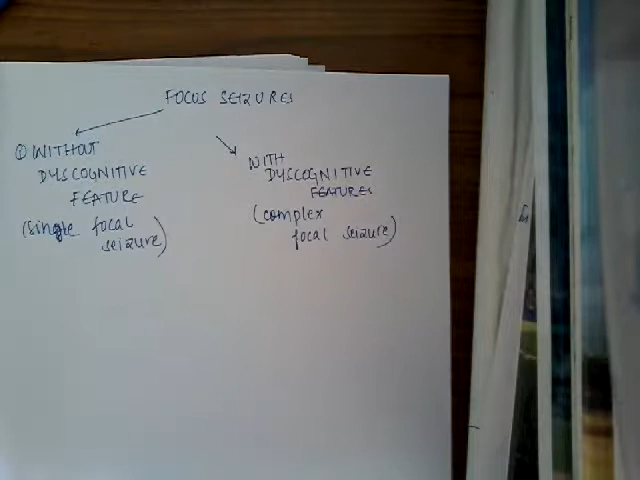 FOCUS SEIZURES
① WITHOUT
DYSCOGNITIVE
FEATURE
(single focal
seizure)
WITH
DYSCOGNITIVE
FEATURES
(complex
focal seizure)